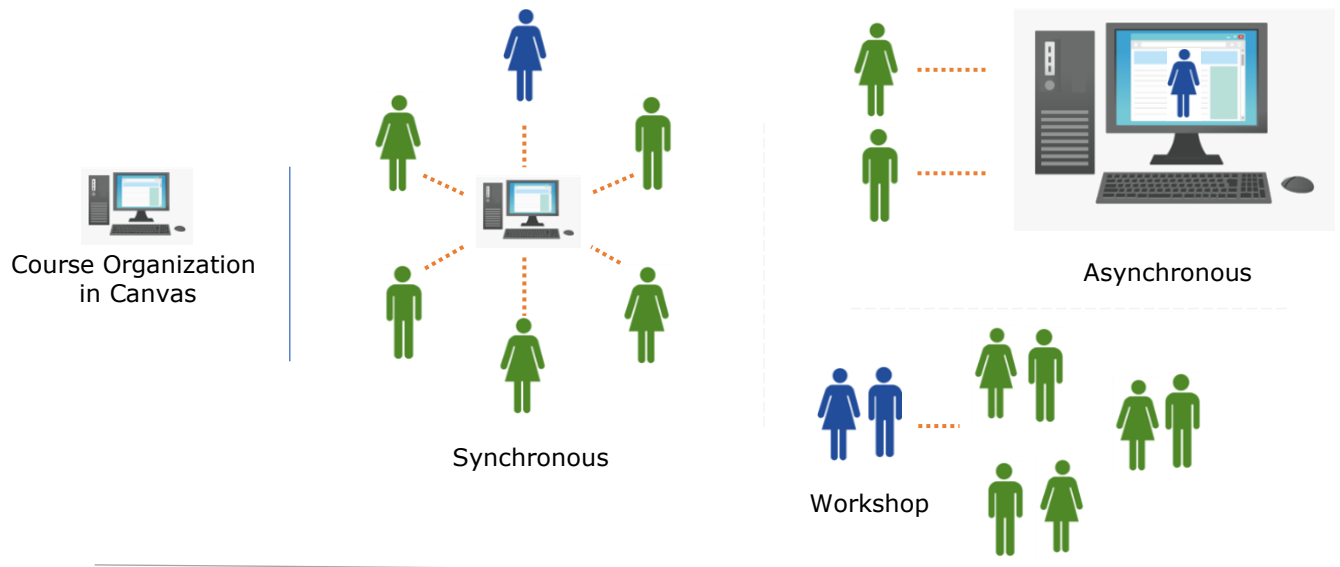 Course Organization
in Canvas
Synchronous
Asynchronous
Workshop